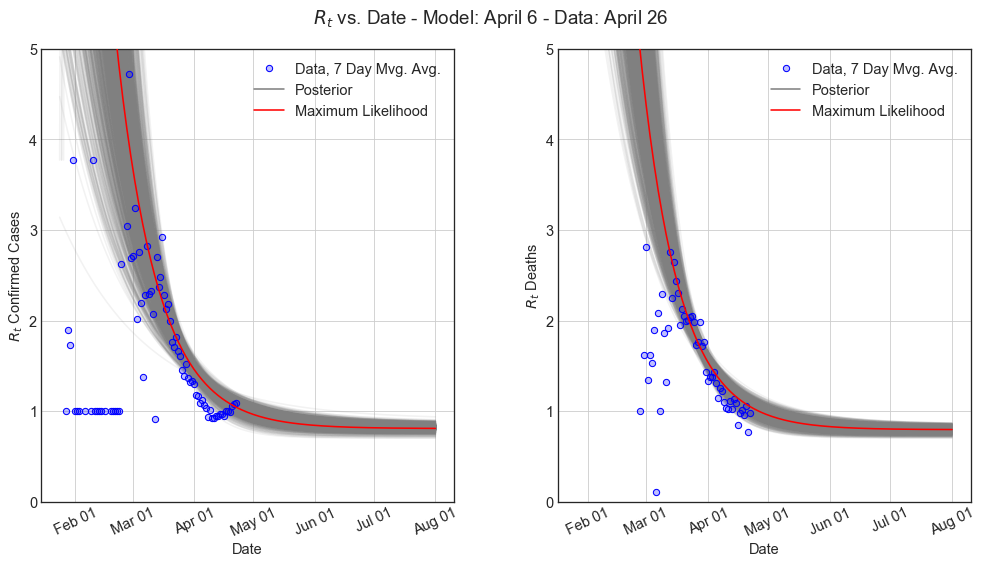 R_t vs. Date - Model: April 6 - Data: April 26
5
4
3
2
1
0
R_t Confirmed Cases
Data, 7 Day Mvg. Avg.
Posterior
Maximum Likelihood
Feb 01
Mar 01
Apr 01
May 01
Jun 01
Jul 01
Aug 01
Date
5
4
3
2
1
0
R_t Deaths
Data, 7 Day Mvg. Avg.
Posterior
Maximum Likelihood
Feb 01
Mar 01
Apr 01
May 01
Jun 01
Jul 01
Aug 01
Date